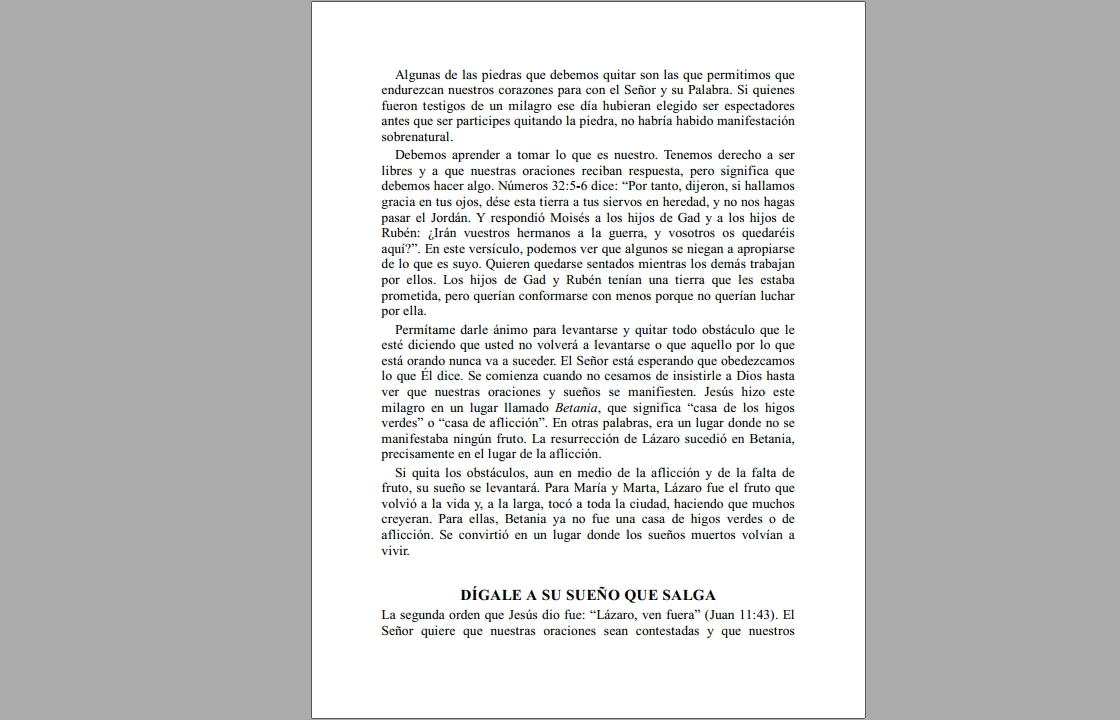 Algunas de las piedras que debemos quitar son las que permitimos que
endurezcan nuestros corazones para con el Señor y su Palabra. Si quienes
fueron testigos de un milagro ese día hubieran elegido ser espectadores
antes que ser participes quitando la piedra, no habría habido manifestación
sobrenatural.
Debemos aprender a tomar lo que es nuestro. Tenemos derecho a ser
libres y a que nuestras oraciones reciban respuesta, pero significa que
debemos hacer algo. Números 32:5-6 dice: “Por tanto, dijeron, si hallamos
gracia en tus ojos, dése esta tierra a tus siervos en heredad, y no nos hagas
pasar el Jordán. Y respondió Moisés a los hijos de Gad y a los hijos de
Rubén: ¿Irán vuestros hermanos a la guerra, y vosotros os quedaréis
aquí?”. En este versículo, podemos ver que algunos se niegan a apropiarse
de lo que es suyo. Quieren quedarse sentados mientras los demás trabajan
por ellos. Los hijos de Gad y Rubén tenían una tierra que les estaba
prometida, pero querían conformarse con menos porque no querían luchar
por ella.
Permítame darle ánimo para levantarse y quitar todo obstáculo que le
esté diciendo que usted no volverá a levantarse o que aquello por lo que
está orando nunca va a suceder. El Señor está esperando que obedezcamos
lo que Él dice. Se comienza cuando no cesamos de insistirle a Dios hasta
ver que nuestras oraciones y sueños se manifiesten. Jesús hizo este
milagro en un lugar llamado Betania, que significa “casa de los higos
verdes” o “casa de aflicción”. En otras palabras, era un lugar donde no se
manifestaba ningún fruto. La resurrección de Lázaro sucedió en Betania,
precisamente en el lugar de la aflicción.
Si quita los obstáculos, aun en medio de la aflicción y de la falta de
fruto, su sueño se levantará. Para María y Marta, Lázaro fue el fruto que
volvió a la vida y, a la larga, tocó a toda la ciudad, haciendo que muchos
creyeran. Para ellas, Betania ya no fue una casa de higos verdes o de
aflicción. Se convirtió en un lugar donde los sueños muertos volvían a
vivir.
DÍGALE A SU SUEÑO QUE SALGA
La segunda orden que Jesús dio fue: “Lázaro, ven fuera” (Juan 11:43). El
Señor quiere que nuestras oraciones sean contestadas y que nuestros